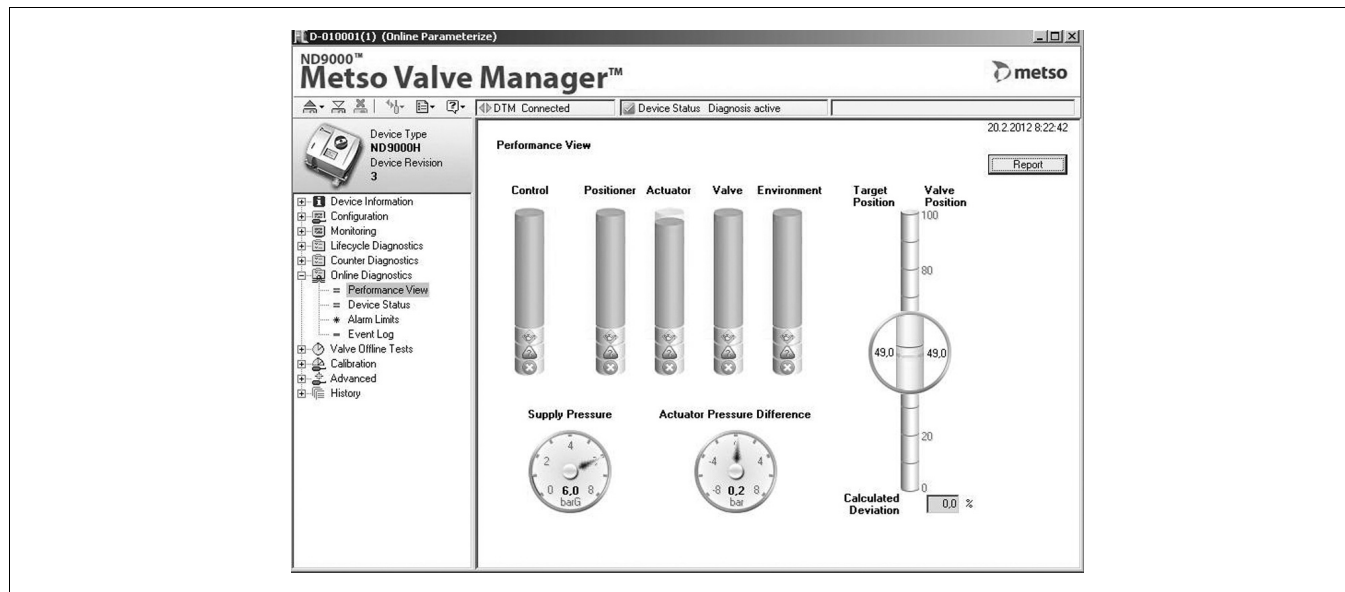 D-010001(1) (Online Parameterize)
ND9000™
Metso Valve Manager™
metso
DTM Connected
Device Status Diagnosis active
Device Type
ND9000H
Device Revision
3
Device Information
Configuration
Monitoring
Lifecycle Diagnostics
Counter Diagnostics
Online Diagnostics
Performance View
Device Status
Alarm Limits
Event Log
Valve Offline Tests
Calibration
Advanced
History
20.2.2012 8:22:42
Performance View
Report
Control Positioner Actuator Valve Environment
Target Position
Valve Position
100
80
49,0 49,0
20
0
Supply Pressure
0 2 4 8
6,0
barG
Actuator Pressure Difference
-8 -4 4 8
0,2
bar
Calculated Deviation
0,0 %